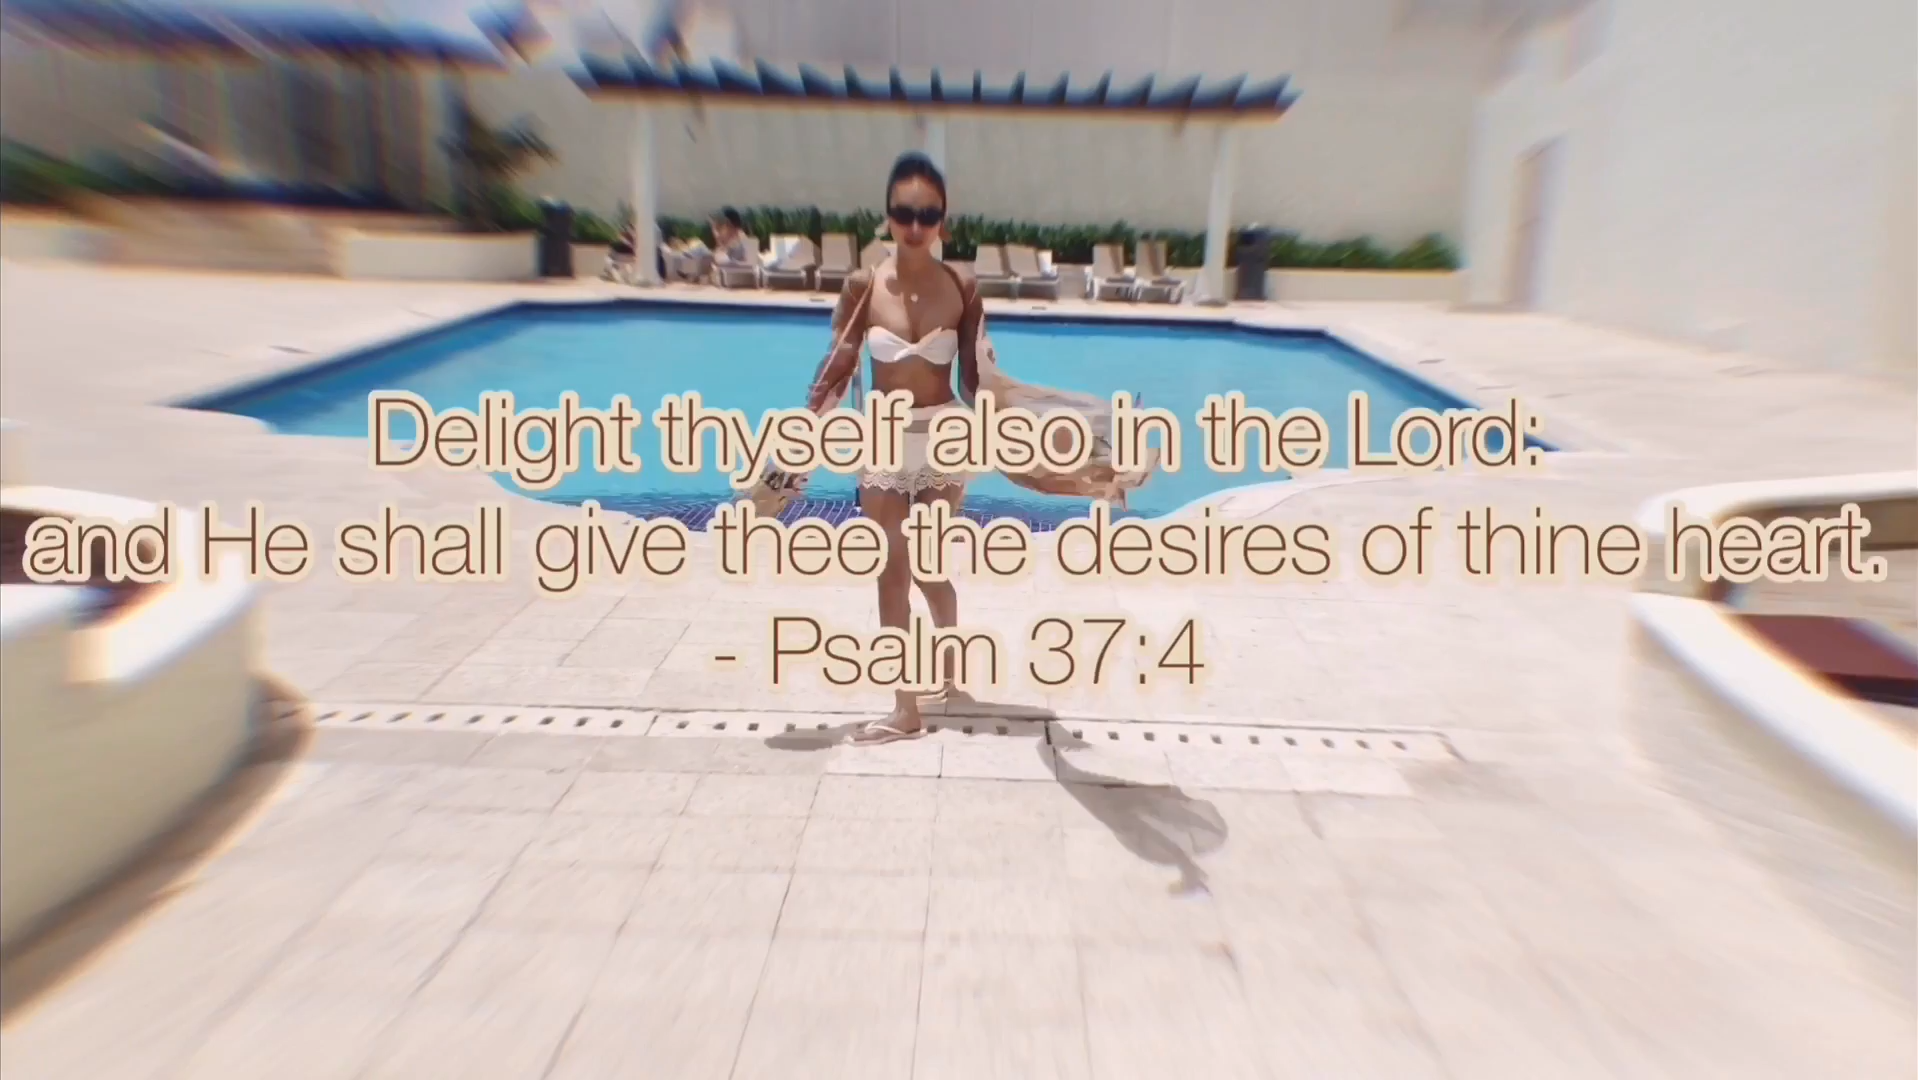 Delight thyself also in the Lord:
and He shall give thee the desires of thine heart.
- Psalm 37:4